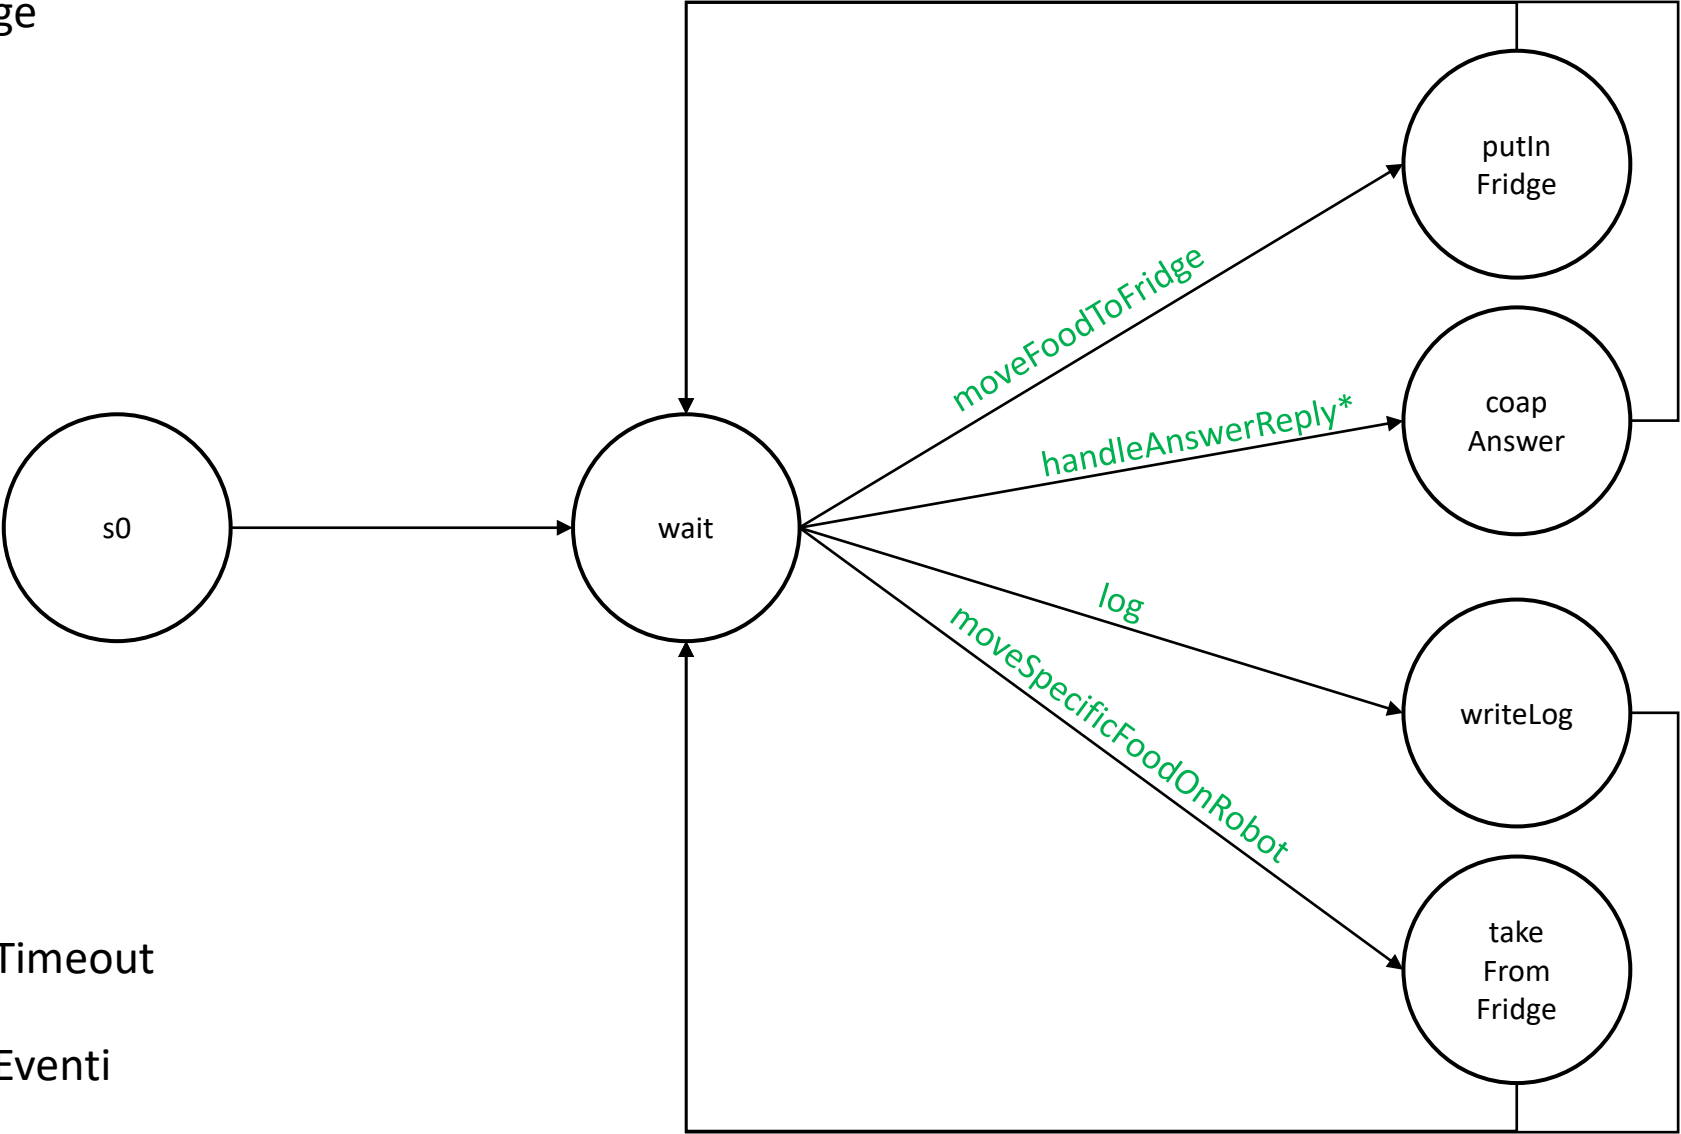 ge
putIn
Fridge
moveFoodToFridge
coap
Answer
handleAnswerReply*
s0
wait
log
moveSpecificFoodOnRobot
writeLog
take
From
Fridge
Timeout
Eventi